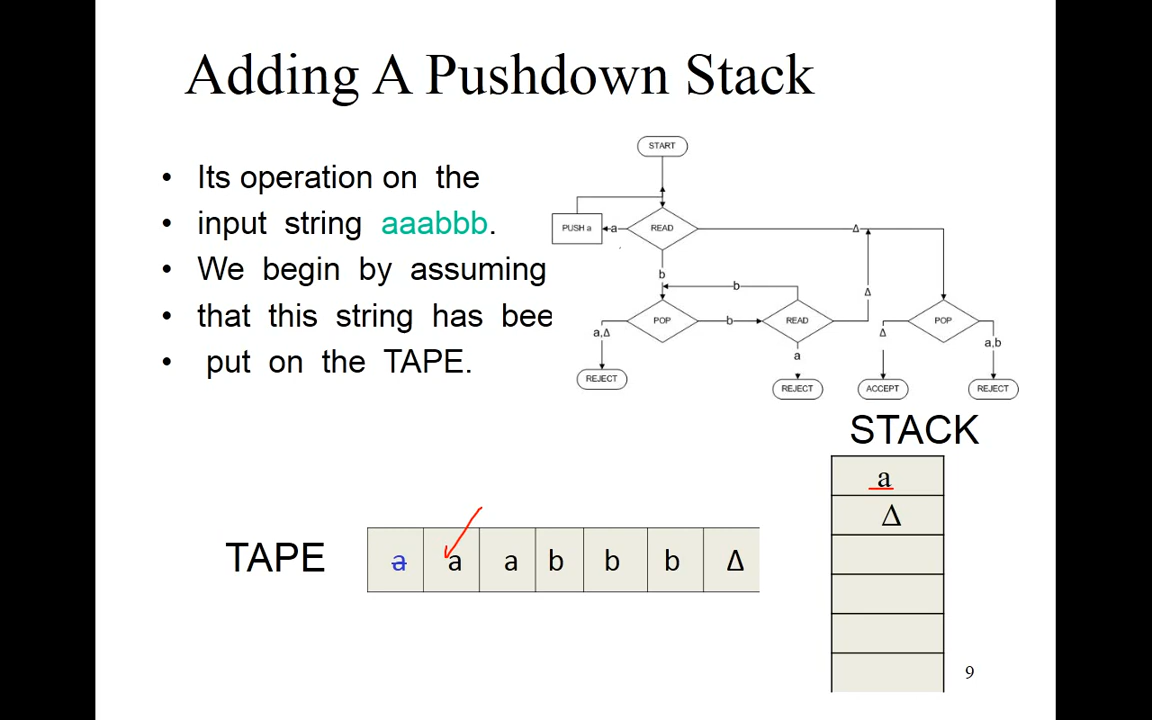 Adding A Pushdown Stack
• Its operation on the
• input string aaabbb.
• We begin by assuming
• that this string has bee
• put on the TAPE.
START
PUSH a
a
READ
Δ
b
b
POP
b
READ
Δ
POP
a,Δ
a
Δ
a,b
REJECT
REJECT
ACCEPT
REJECT
STACK
a
Δ
TAPE
a a a b b b Δ
9